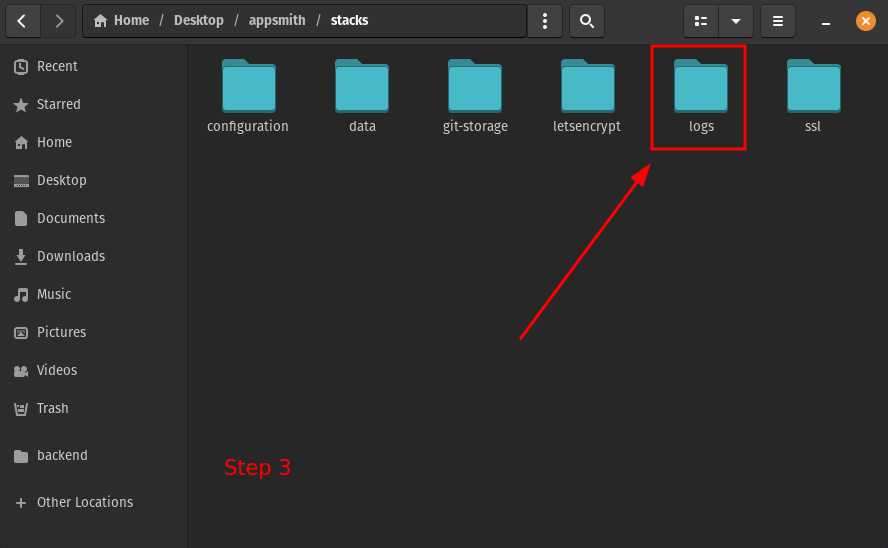 Home / Desktop / appsmith / stacks
Recent
Starred
Home
Desktop
Documents
Downloads
Music
Pictures
Videos
Trash
backend
Other Locations
configuration data git-storage letsencrypt logs ssl
Step 3